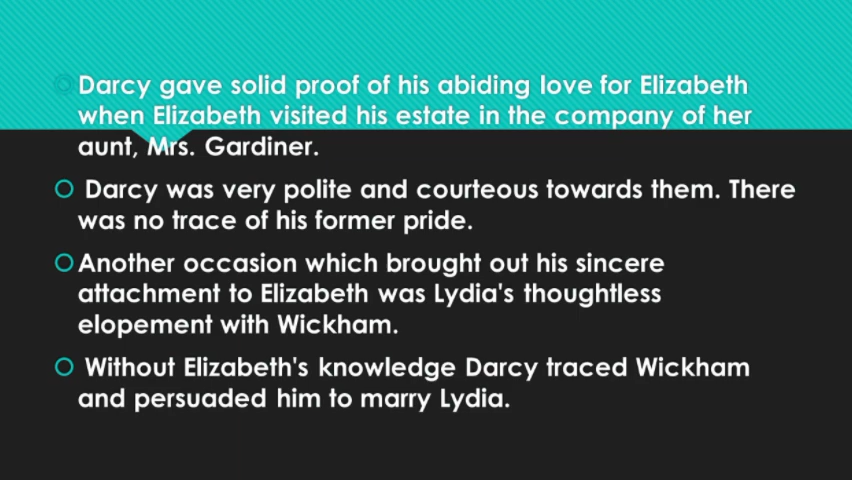 Darcy gave solid proof of his abiding love for Elizabeth
when Elizabeth visited his estate in the company of her
aunt, Mrs. Gardiner.
Darcy was very polite and courteous towards them. There
was no trace of his former pride.
Another occasion which brought out his sincere
attachment to Elizabeth was Lydia's thoughtless
elopement with Wickham.
Without Elizabeth's knowledge Darcy traced Wickham
and persuaded him to marry Lydia.